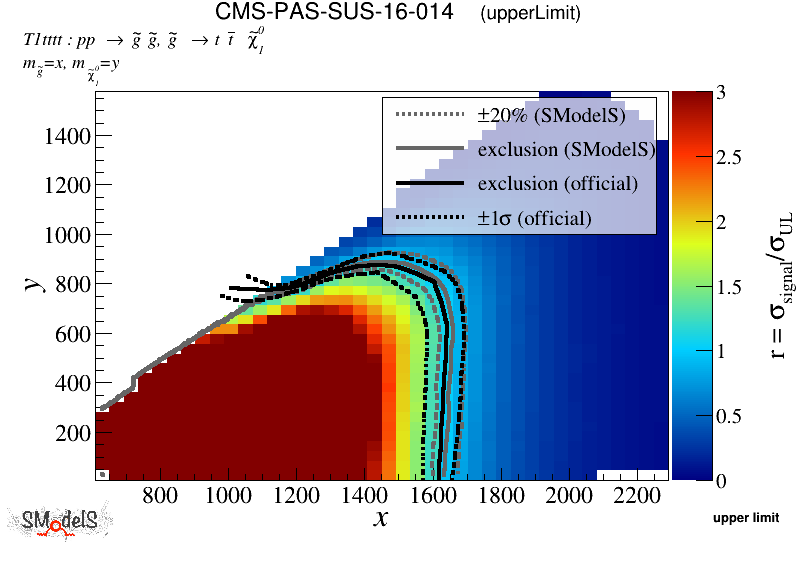 CMS-PAS-SUS-16-014 (upperLimit)
T1tttt : pp → g̃ g̃, g̃ → t t̄ χ̃⁰₁
m_g̃=x, m_χ̃⁰₁=y
±20% (SModelS)
exclusion (SModelS)
exclusion (official)
±1σ (official)
1400
1200
1000
800
600
400
200
y
800 1000 1200 1400 1600 1800 2000 2200
x
3
2.5
2
1.5
1
0.5
0
r = σ_signal/σ_UL
SModelS
upper limit